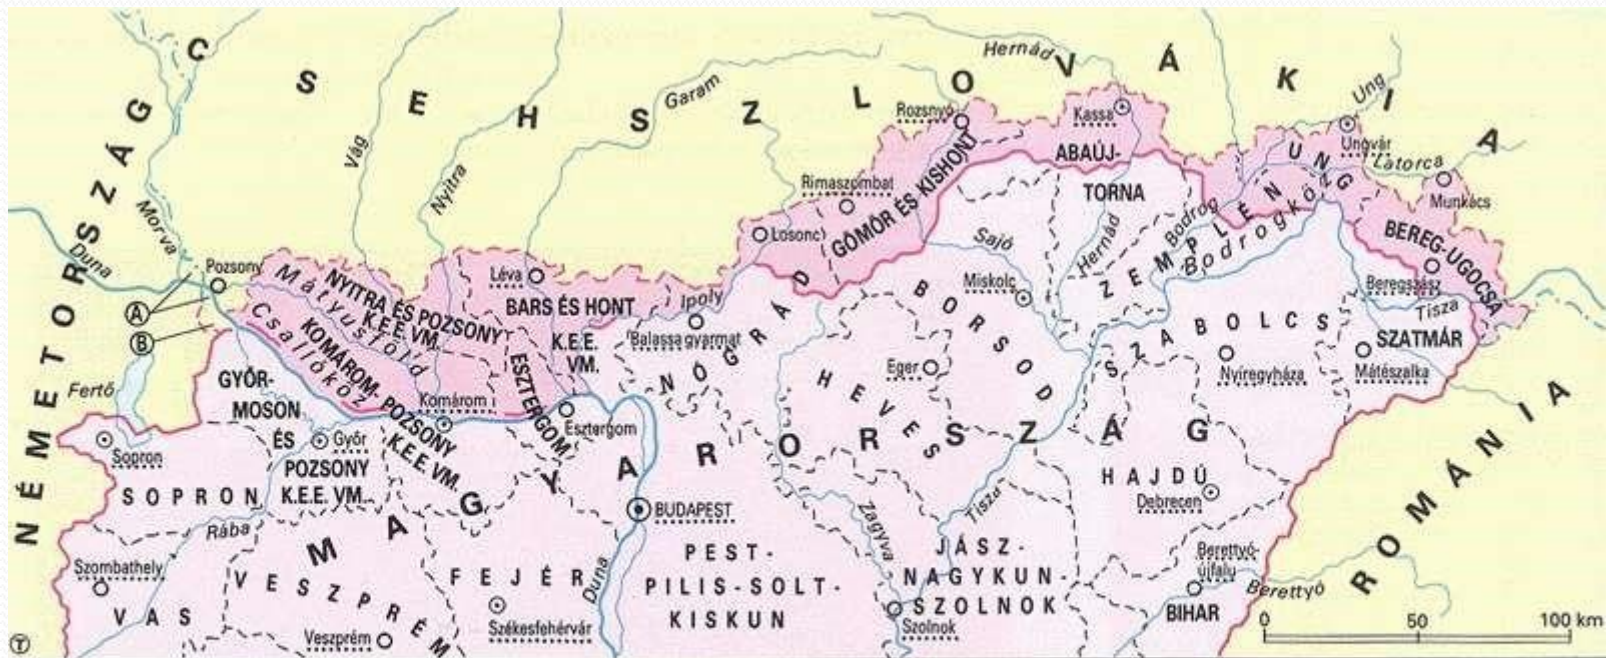 CSEHSZLOVÁKIA
NÉMETORSZÁG
MAGYARORSZÁG
ROMÁNIA
Morva
Duna
Vág
Nyitra
Garam
Hernád
Ung
Latorca
Rozsnyó
Kassa
Ungvár
Munkács
Rimaszombat
Losonc
Pozsony
Léva
A
B
Fertő
Mátyusföld
Csallóköz
NYITRA ÉS POZSONY
K.E.E. VM.
KOMÁROM-POZSONY
K.E.E. VM.
BARS ÉS HONT
K.E.E.
VM.
ESZTERGOM
Ipoly
Balassagyarmat
NÓGRÁD
GÖMÖR ÉS KISHONT
ABAÚJ-
TORNA
ZEMPLÉN
UNG
Bodrog
Bodrogköz
Hernád
Sajó
Miskolc
BORSOD
BEREG-UGOCSA
Beregszász
Tisza
SZATMÁR
Mátészalka
SZABOLCS
Nyíregyháza
Eger
HEVES
Komárom
Esztergom
GYŐR-
MOSON
ÉS
POZSONY
K.E.E. VM.
Győr
Sopron
SOPRON
Rába
Szombathely
VAS
VESZPRÉM
Veszprém
FEJÉR
Székesfehérvár
Duna
BUDAPEST
PEST-
PILIS-SOLT-
KISKUN
Zagyva
Tisza
JÁSZ-
NAGYKUN-
SZOLNOK
Szolnok
HAJDÚ
Debrecen
Berettyó-
újfalu
Berettyó
BIHAR
0 50 100 km
T